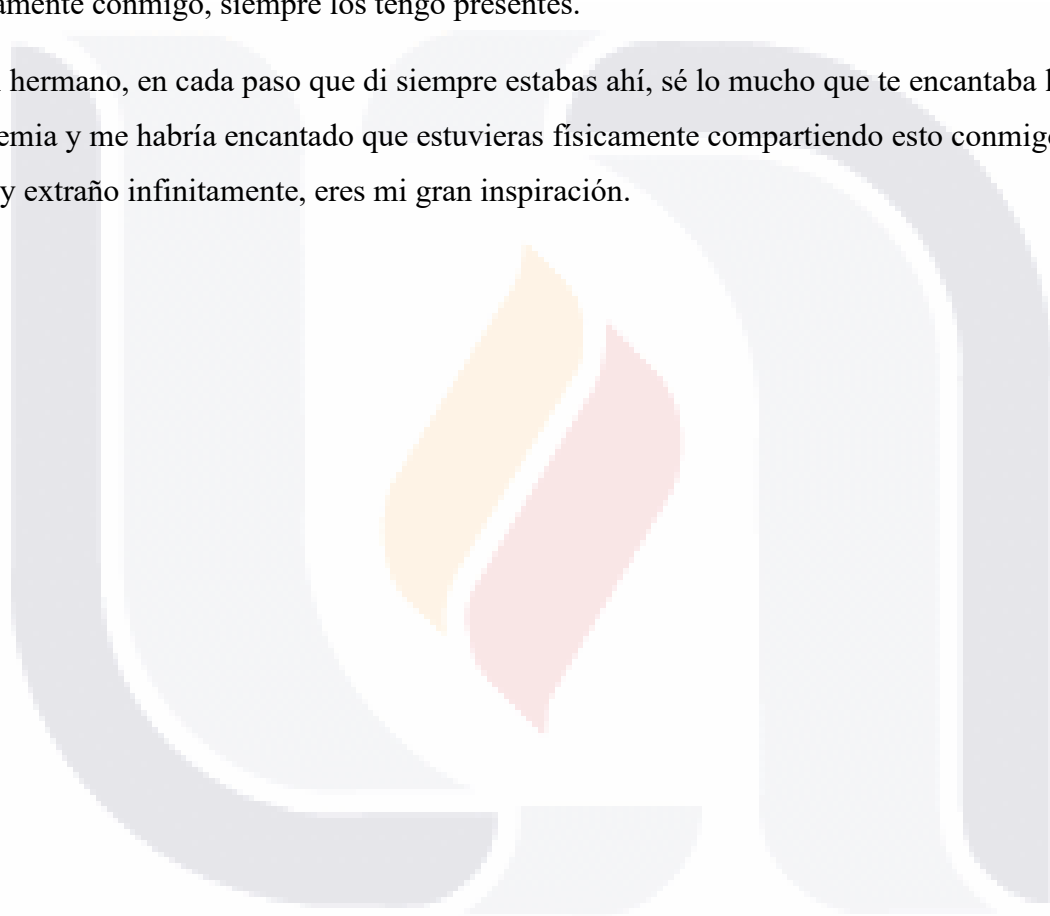 amente conmigo, siempre los tengo presentes.
hermano, en cada paso que di siempre estabas ahí, sé lo mucho que te encantaba
emia y me habría encantado que estuvieras físicamente compartiendo esto conmigo
y extraño infinitamente, eres mi gran inspiración.